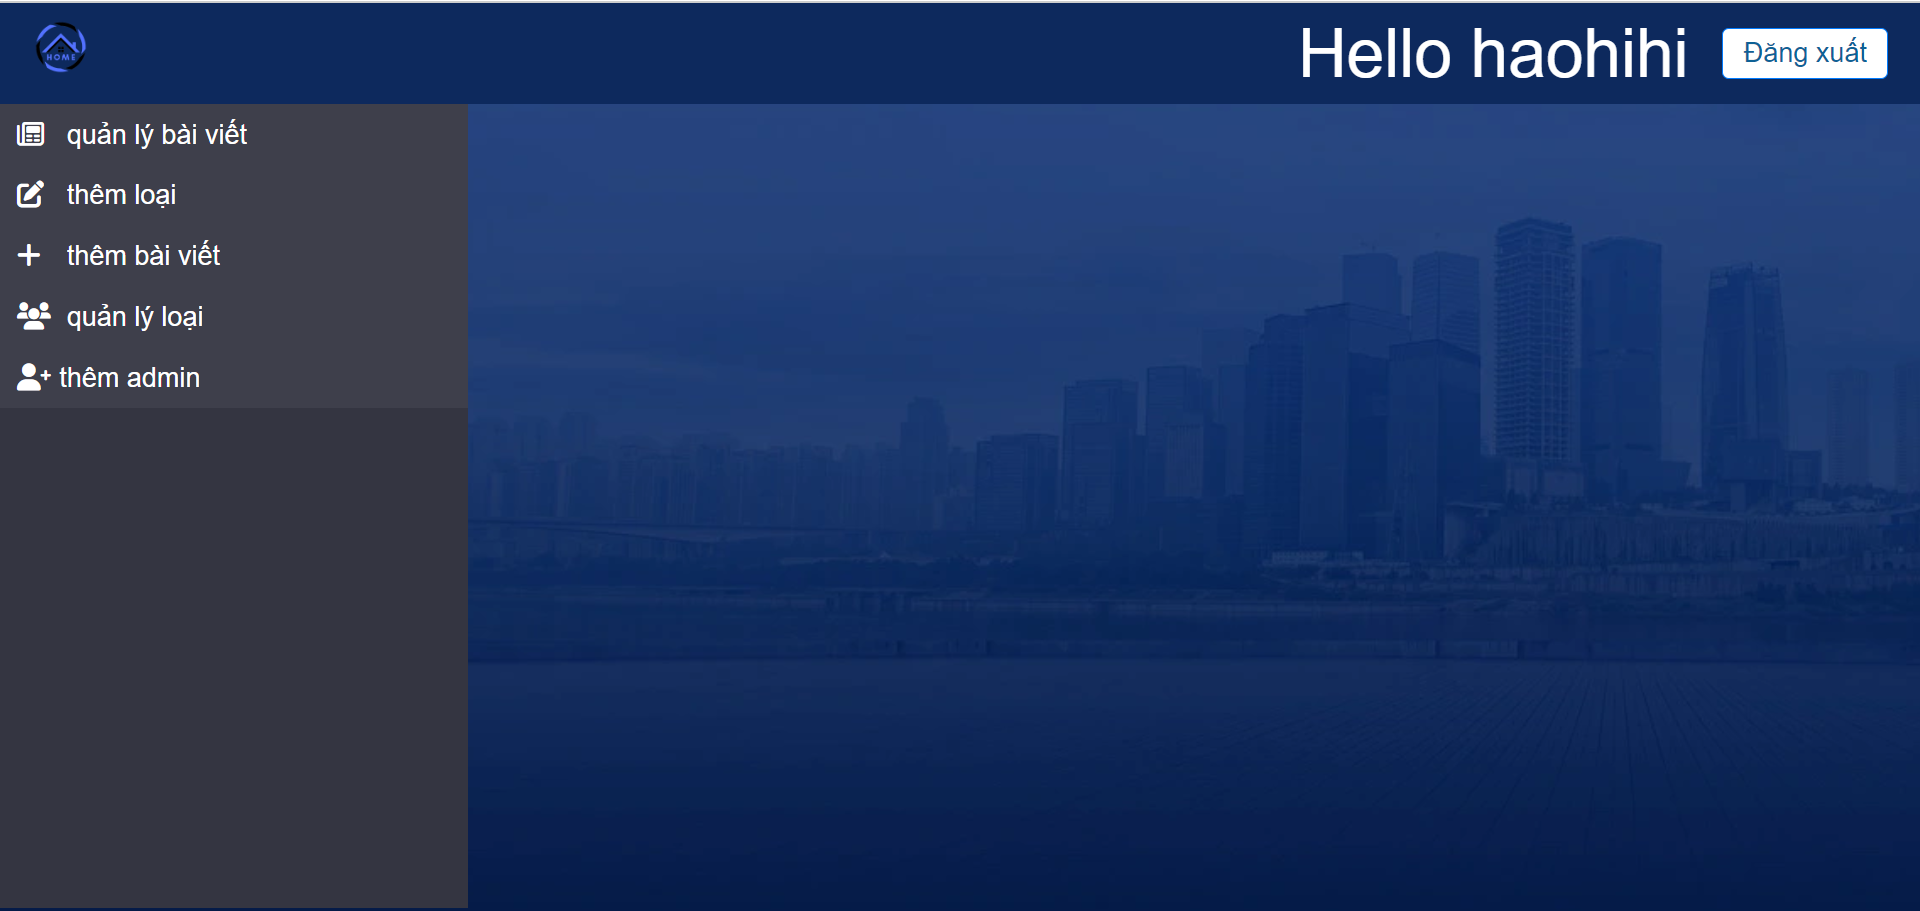 HOME
Hello haohihi
Đăng xuất
quản lý bài viết
thêm loại
thêm bài viết
quản lý loại
thêm admin